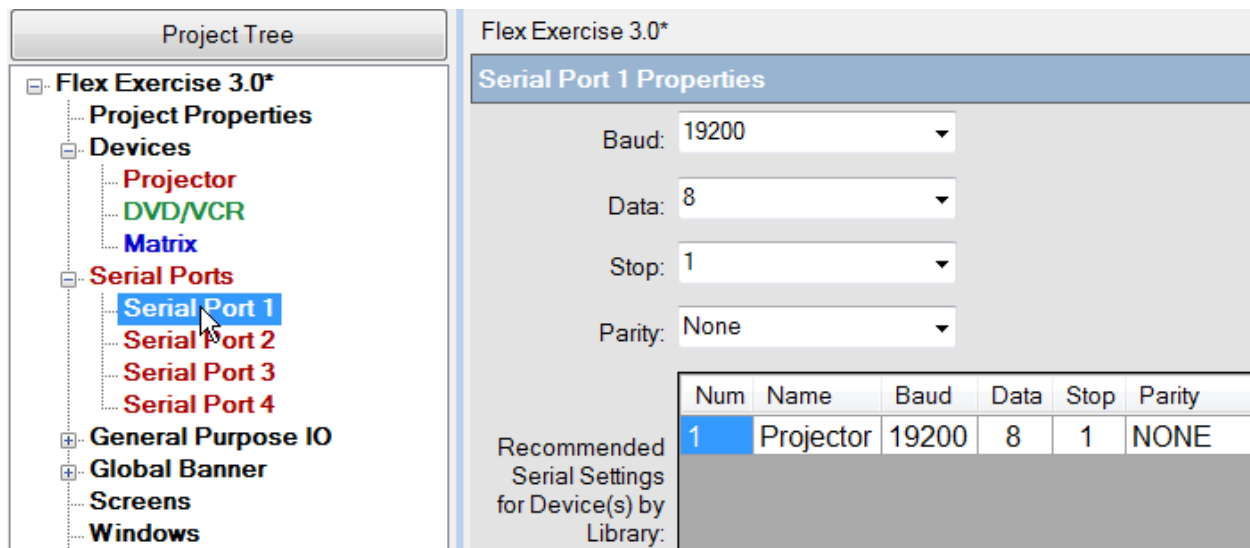 Project Tree
Flex Exercise 3.0*
Project Properties
Devices
Projector
DVD/VCR
Matrix
Serial Ports
Serial Port 1
Serial Port 2
Serial Port 3
Serial Port 4
General Purpose IO
Global Banner
Screens
Windows
Flex Exercise 3.0*
Serial Port 1 Properties
Baud: 19200
Data: 8
Stop: 1
Parity: None
Recommended
Serial Settings
for Device(s) by
Library:
Num Name Baud Data Stop Parity
1 Projector 19200 8 1 NONE